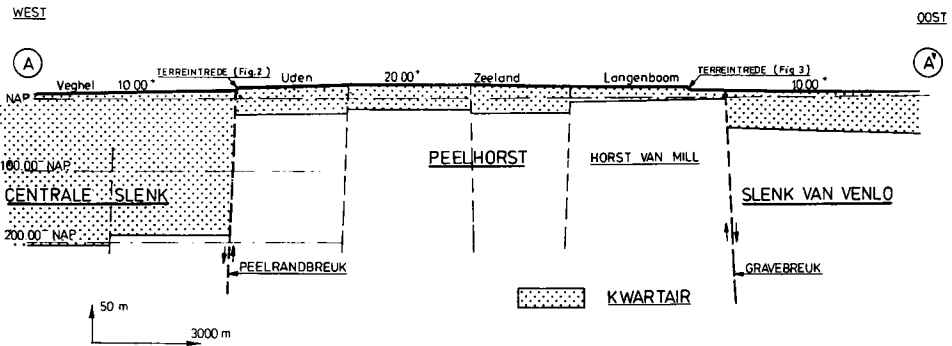 WEST
OOST
A
A"
TERREINTREDE (Fig.2)
TERREINTREDE (Fig 3)
Veghel 10.00+ Uden 20 00+ Zeeland Langenboom 10.00+
NAP
PEELHORST
HORST VAN MILL
100.00- NAP
CENTRALE SLENK
SLENK VAN VENLO
200.00- NAP
PEELRANDBREUK
GRAVEBREUK
KWARTAIR
50 m
3000 m